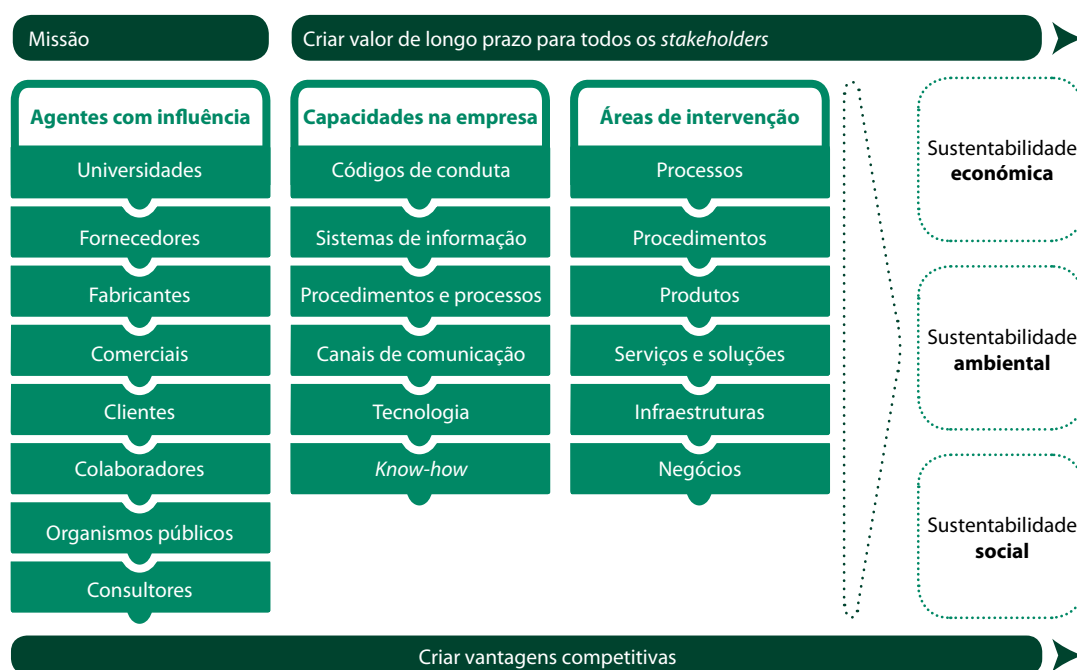 Missão
Criar valor de longo prazo para todos os stakeholders
Agentes com influência
Universidades
Fornecedores
Fabricantes
Comerciais
Clientes
Colaboradores
Organismos públicos
Consultores
Capacidades na empresa
Códigos de conduta
Sistemas de informação
Procedimentos e processos
Canais de comunicação
Tecnologia
Know-how
Áreas de intervenção
Processos
Procedimentos
Produtos
Serviços e soluções
Infraestruturas
Negócios
Sustentabilidade
económica
Sustentabilidade
ambiental
Sustentabilidade
social
Criar vantagens competitivas